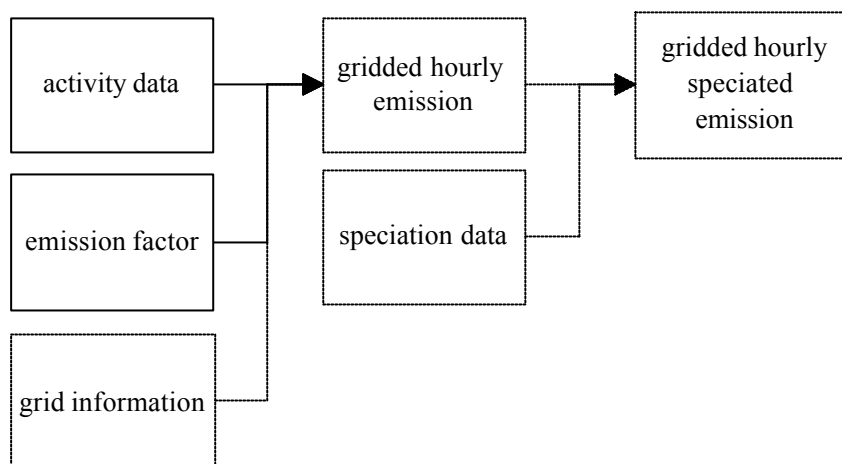 activity data
gridded hourly
emission
gridded hourly
speciated
emission
emission factor
speciation data
grid information